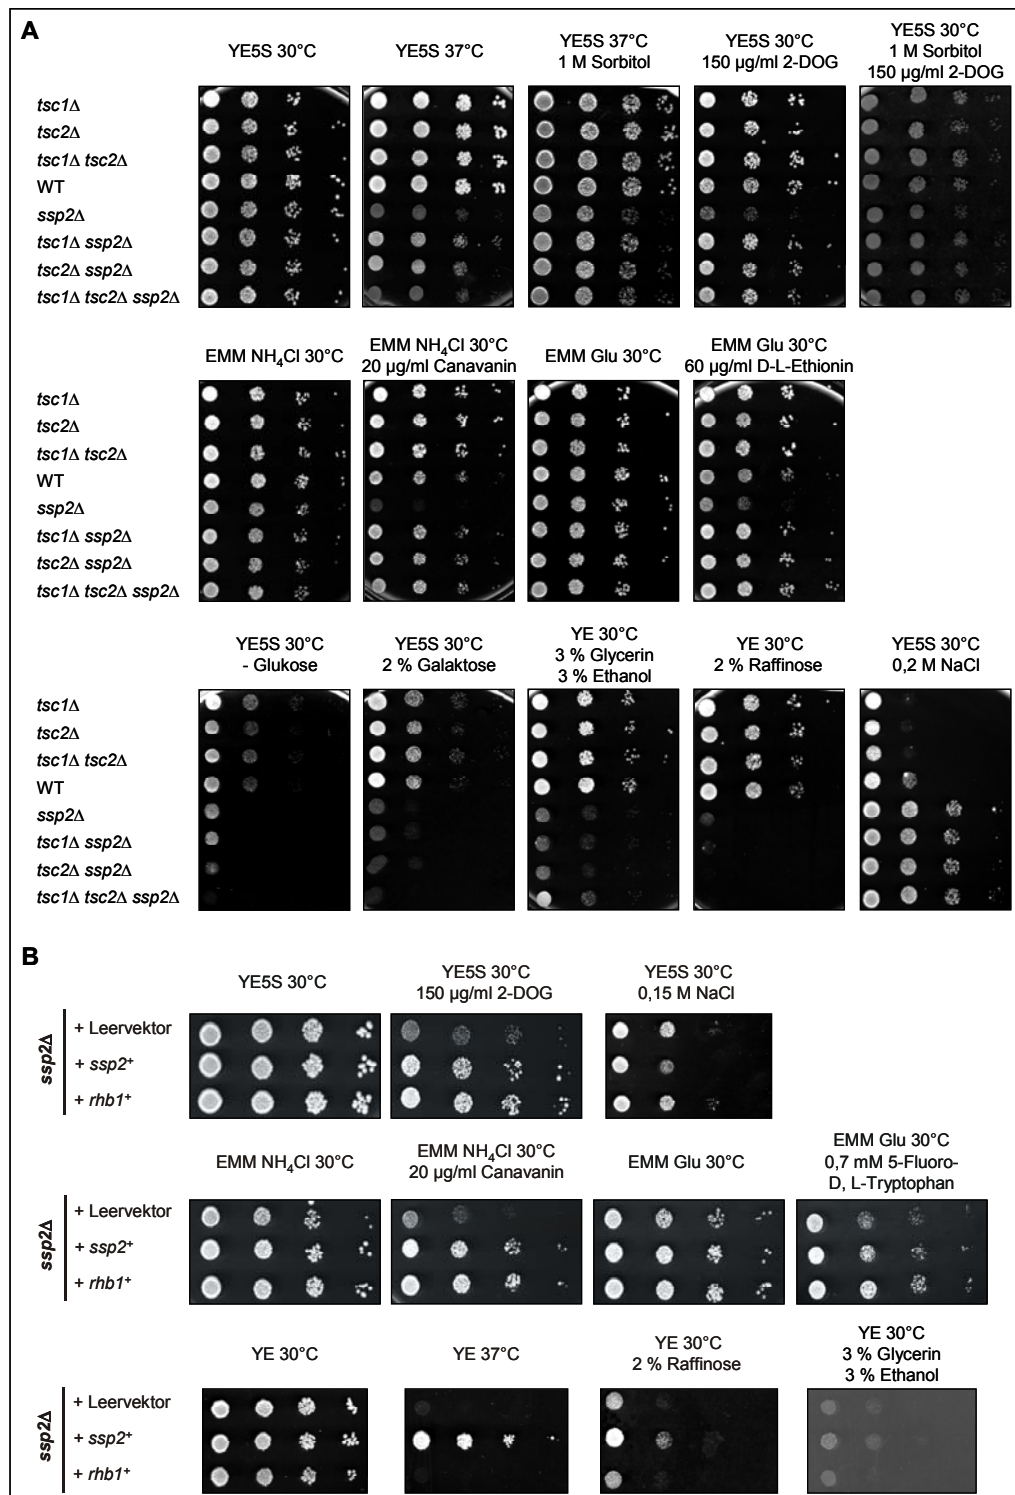 A
YE5S 30°C
YE5S 37°C
YE5S 37°C
1 M Sorbitol
YE5S 30°C
150 µg/ml 2-DOG
YE5S 30°C
1 M Sorbitol
150 µg/ml 2-DOG
tsc1Δ
tsc2Δ
tsc1Δ tsc2Δ
WT
ssp2Δ
tsc1Δ ssp2Δ
tsc2Δ ssp2Δ
tsc1Δ tsc2Δ ssp2Δ
EMM NH4Cl 30°C
EMM NH4Cl 30°C
20 µg/ml Canavanin
EMM Glu 30°C
EMM Glu 30°C
60 µg/ml D-L-Ethionin
tsc1Δ
tsc2Δ
tsc1Δ tsc2Δ
WT
ssp2Δ
tsc1Δ ssp2Δ
tsc2Δ ssp2Δ
tsc1Δ tsc2Δ ssp2Δ
YE5S 30°C
- Glukose
YE5S 30°C
2 % Galaktose
YE 30°C
3 % Glycerin
3 % Ethanol
YE 30°C
2 % Raffinose
YE5S 30°C
0,2 M NaCl
tsc1Δ
tsc2Δ
tsc1Δ tsc2Δ
WT
ssp2Δ
tsc1Δ ssp2Δ
tsc2Δ ssp2Δ
tsc1Δ tsc2Δ ssp2Δ
B
YE5S 30°C
YE5S 30°C
150 µg/ml 2-DOG
YE5S 30°C
0,15 M NaCl
ssp2Δ
+ Leervektor
+ ssp2+
+ rhb1+
EMM NH4Cl 30°C
EMM NH4Cl 30°C
20 µg/ml Canavanin
EMM Glu 30°C
EMM Glu 30°C
0,7 mM 5-Fluoro-
D, L-Tryptophan
ssp2Δ
+ Leervektor
+ ssp2+
+ rhb1+
YE 30°C
YE 37°C
YE 30°C
2 % Raffinose
YE 30°C
3 % Glycerin
3 % Ethanol
ssp2Δ
+ Leervektor
+ ssp2+
+ rhb1+